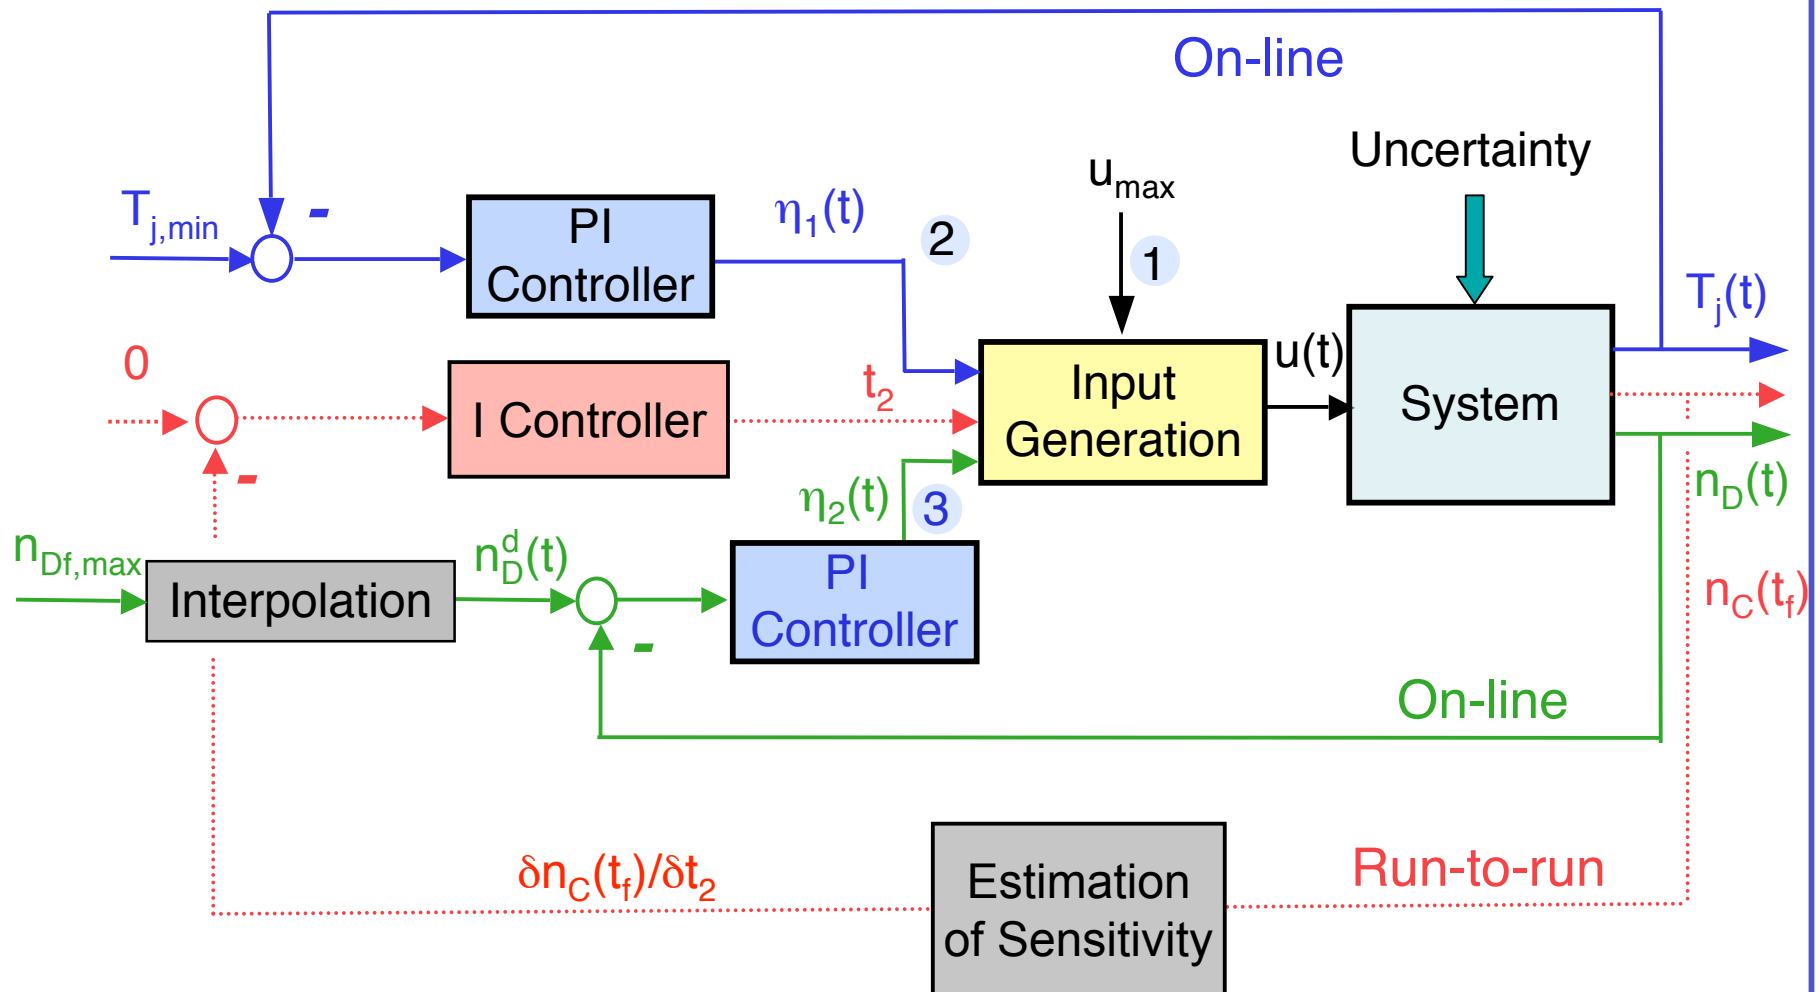 On-line
Uncertainty
u_max
T_j,min
-
PI
Controller
η_1(t)
2
1
T_j(t)
0
I Controller
t_2
Input
Generation
u(t)
System
-
n_D(t)
η_2(t)
3
n_Df,max
Interpolation
n_D^d(t)
PI
Controller
-
n_C(t_f)
On-line
δn_C(t_f)/δt_2
Estimation
of Sensitivity
Run-to-run